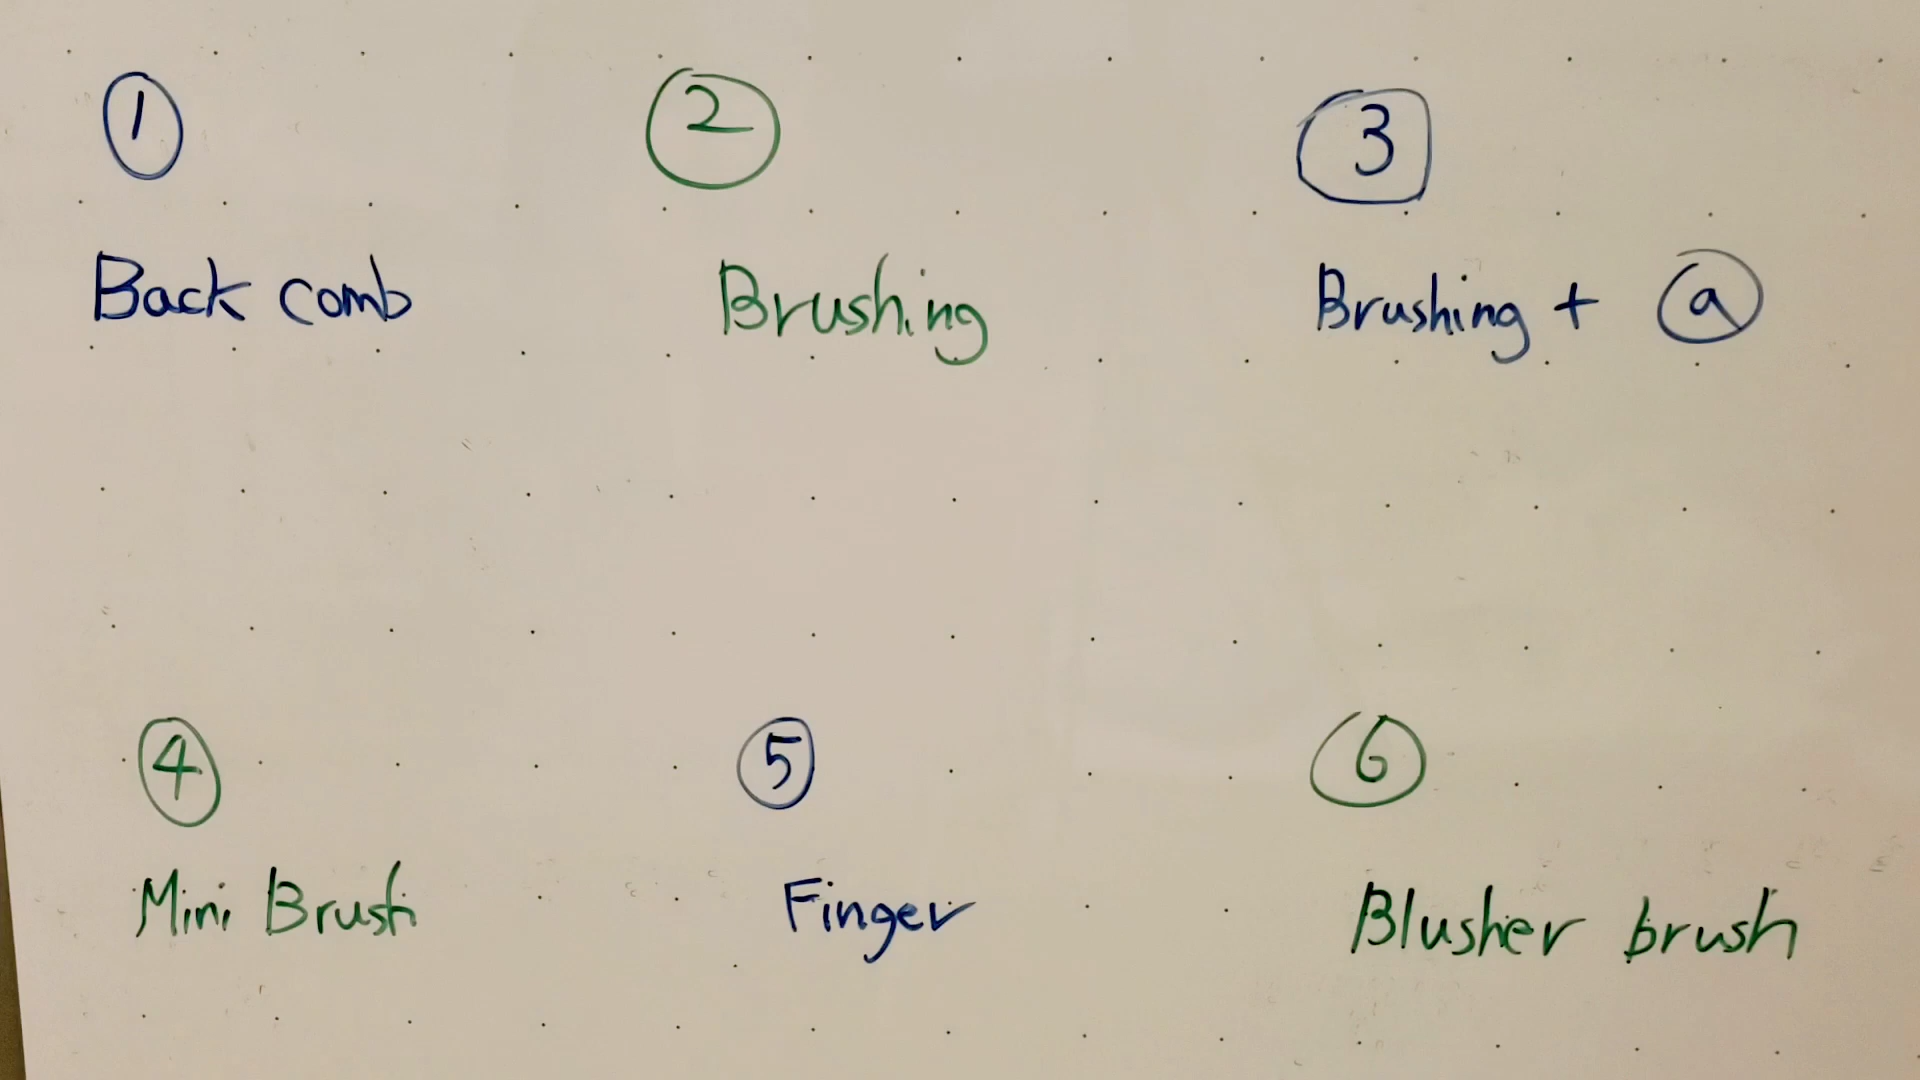 ① ② ③
Back comb Brushing Brushing + ⓐ
④ ⑤ ⑥
Mini Brush Finger Blusher brush